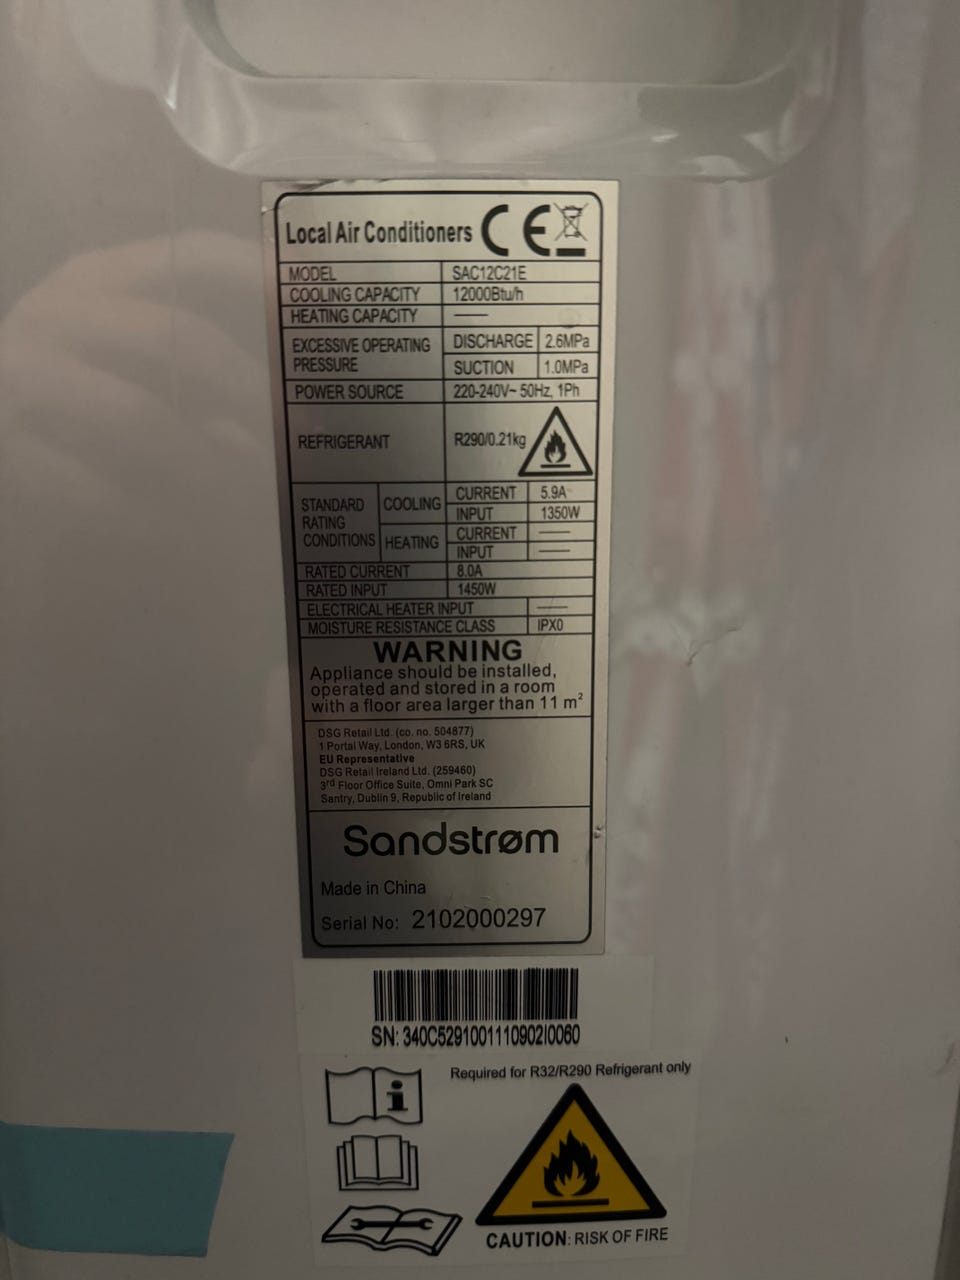 Local Air Conditioners CE
MODEL SAC12C21E
COOLING CAPACITY 12000Btu/h
HEATING CAPACITY ——
EXCESSIVE OPERATING PRESSURE DISCHARGE 2.6MPa
SUCTION 1.0MPa
POWER SOURCE 220-240V~ 50Hz, 1Ph
REFRIGERANT R290/0.21kg
STANDARD RATING CONDITIONS COOLING CURRENT 5.9A
INPUT 1350W
HEATING CURRENT ——
INPUT ——
RATED CURRENT 8.0A
RATED INPUT 1450W
ELECTRICAL HEATER INPUT ——
MOISTURE RESISTANCE CLASS IPX0
WARNING
Appliance should be installed,
operated and stored in a room
with a floor area larger than 11 m²
DSG Retail Ltd. (co. no. 504877)
1 Portal Way, London, W3 6RS, UK
EU Representative
DSG Retail Ireland Ltd. (259460)
3rd Floor Office Suite, Omni Park SC
Santry, Dublin 9, Republic of Ireland
Sandstrøm
Made in China
Serial No: 2102000297
SN: 340C52910011109020060
Required for R32/R290 Refrigerant only
CAUTION: RISK OF FIRE